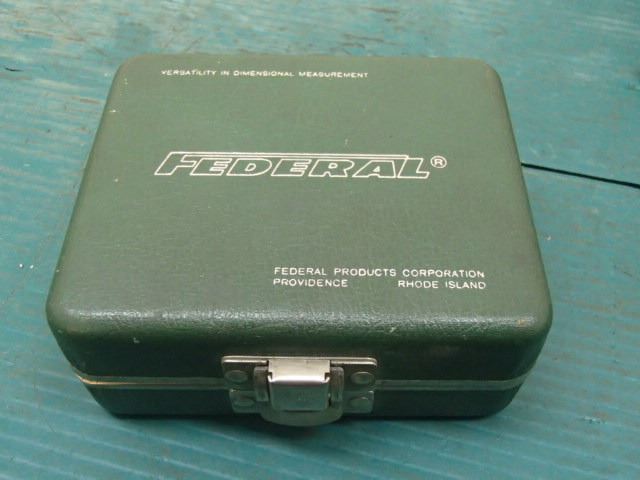 VERSATILITY IN DIMENSIONAL MEASUREMENT
FEDERAL®
FEDERAL PRODUCTS CORPORATION
PROVIDENCE RHODE ISLAND